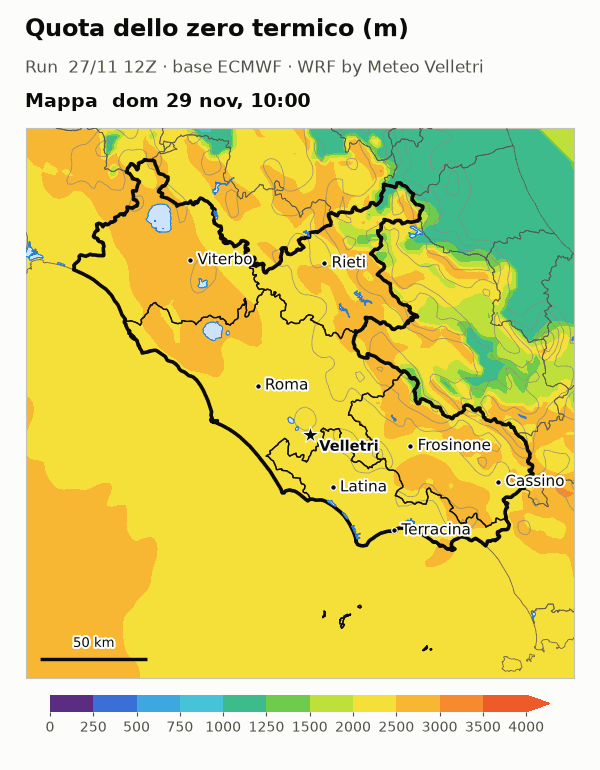 Quota dello zero termico (m)
Run  27/11 12Z · base ECMWF · WRF by Meteo Velletri
Mappa  dom 29 nov, 10:00
Viterbo
Rieti
Roma
Velletri
Frosinone
Cassino
Latina
Terracina
50 km
0 250 500 750 1000 1250 1500 2000 2500 3000 3500 4000